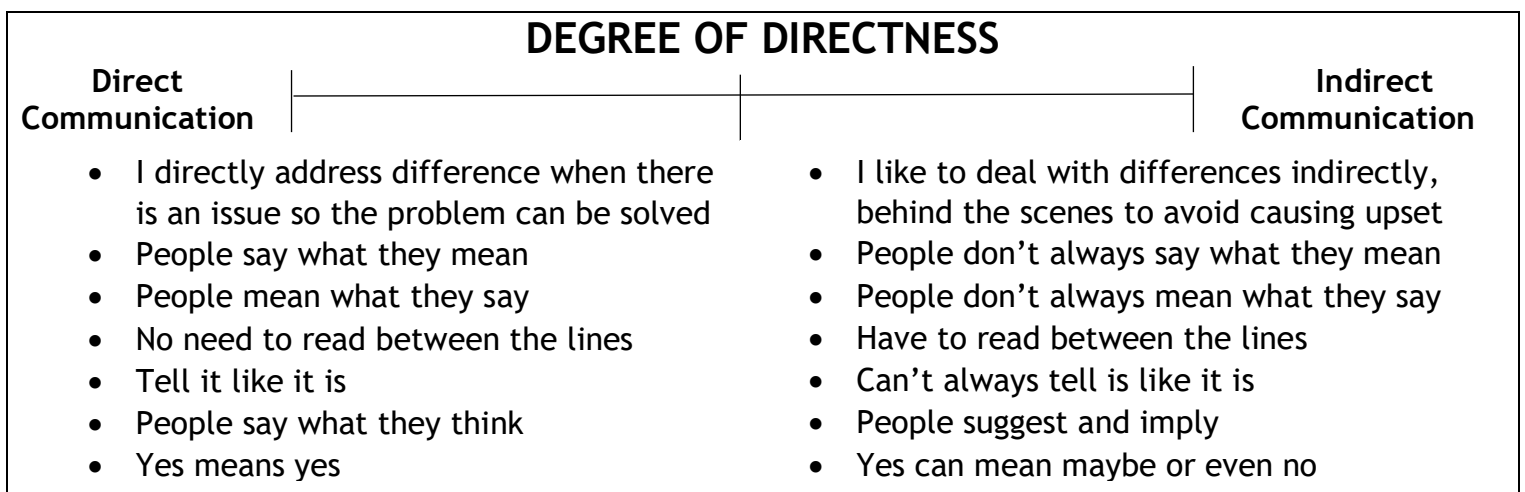 DEGREE OF DIRECTNESS
Direct
Communication
Indirect
Communication
• I directly address difference when there
is an issue so the problem can be solved
• People say what they mean
• People mean what they say
• No need to read between the lines
• Tell it like it is
• People say what they think
• Yes means yes
• I like to deal with differences indirectly,
behind the scenes to avoid causing upset
• People don’t always say what they mean
• People don’t always mean what they say
• Have to read between the lines
• Can’t always tell is like it is
• People suggest and imply
• Yes can mean maybe or even no